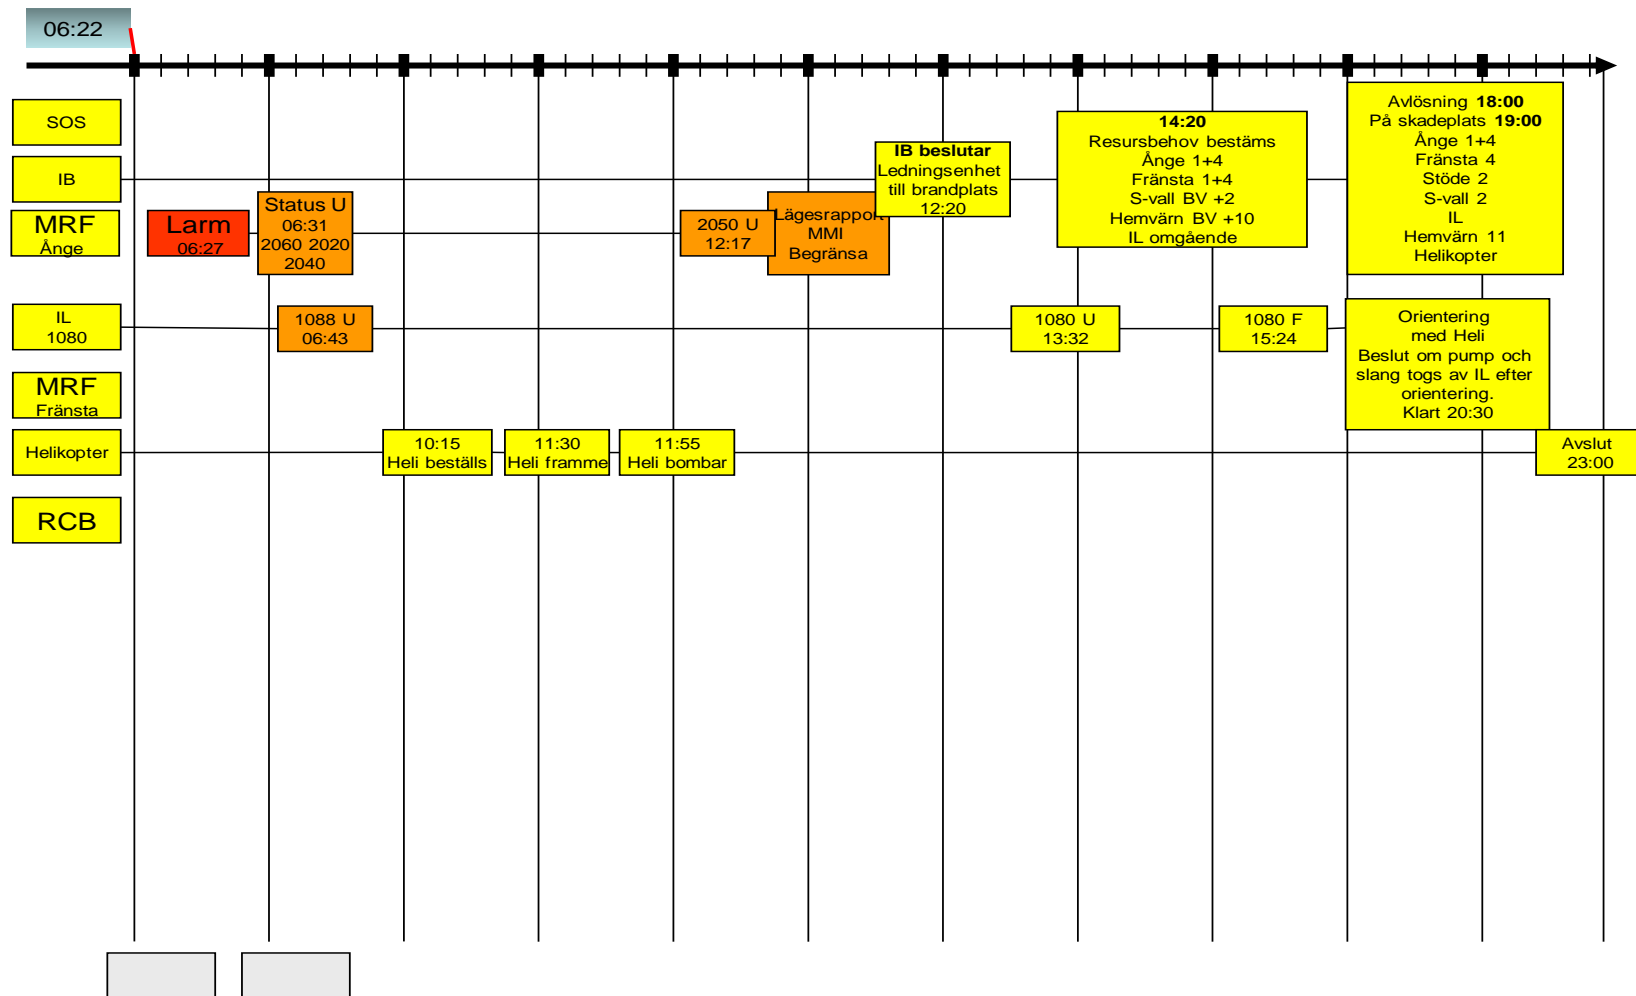 06:22
SOS
IB
MRF
Ånge
IL
1080
MRF
Fränsta
Helikopter
RCB
Larm
06:27
Status U
06:31
2060 2020
2040
1088 U
06:43
10:15
Heli beställs
11:30
Heli framme
11:55
Heli bombar
2050 U
12:17
Lägesrapport
MMI
Begränsa
IB beslutar
Ledningsenhet
till brandplats
12:20
1080 U
13:32
14:20
Resursbehov bestäms
Ånge 1+4
Fränsta 1+4
S-vall BV +2
Hemvärn BV +10
IL omgående
1080 F
15:24
Avlösning 18:00
På skadeplats 19:00
Ånge 1+4
Fränsta 4
Stöde 2
S-vall 2
IL
Hemvärn 11
Helikopter
Orientering
med Heli
Beslut om pump och
slang togs av IL efter
orientering.
Klart 20:30
Avslut
23:00